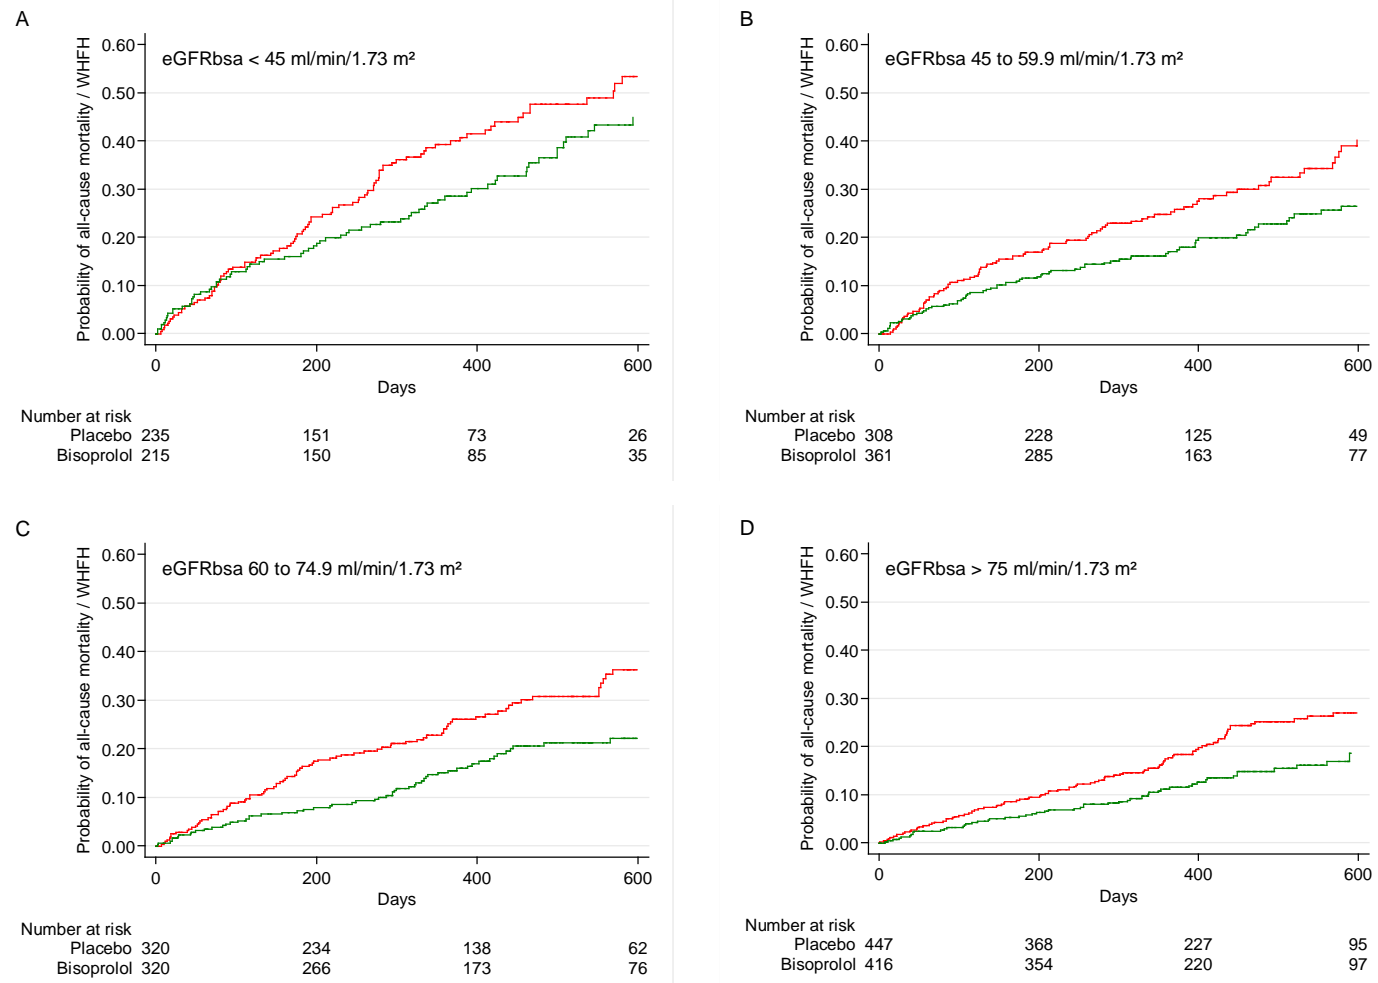 A
Probability of all-cause mortality / WHFH
eGFRbsa < 45 ml/min/1.73 m²
0.60
0.50
0.40
0.30
0.20
0.10
0.00
0 200 400 600
Days
Number at risk
Placebo 235 151 73 26
Bisoprolol 215 150 85 35
B
Probability of all-cause mortality / WHFH
eGFRbsa 45 to 59.9 ml/min/1.73 m²
0.60
0.50
0.40
0.30
0.20
0.10
0.00
0 200 400 600
Days
Number at risk
Placebo 308 228 125 49
Bisoprolol 361 285 163 77
C
Probability of all-cause mortality / WHFH
eGFRbsa 60 to 74.9 ml/min/1.73 m²
0.60
0.50
0.40
0.30
0.20
0.10
0.00
0 200 400 600
Days
Number at risk
Placebo 320 234 138 62
Bisoprolol 320 266 173 76
D
Probability of all-cause mortality / WHFH
eGFRbsa > 75 ml/min/1.73 m²
0.60
0.50
0.40
0.30
0.20
0.10
0.00
0 200 400 600
Days
Number at risk
Placebo 447 368 227 95
Bisoprolol 416 354 220 97